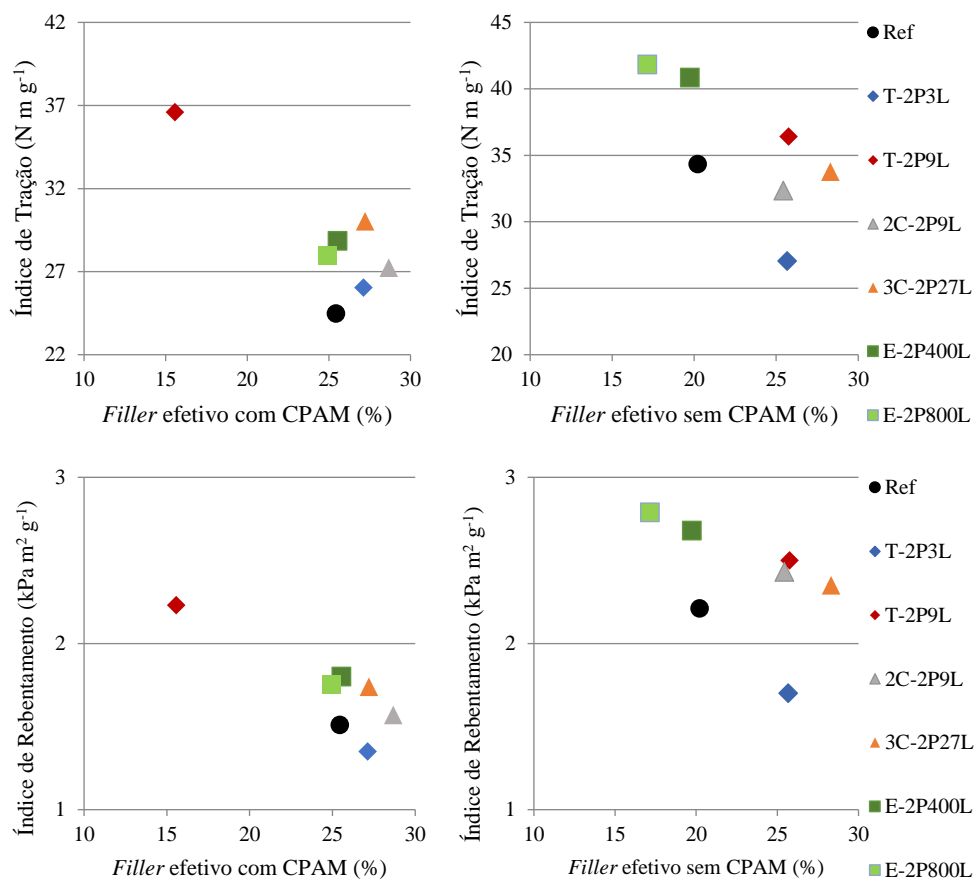 Índice de Tração (N m g⁻¹)
42
37
32
27
22
10
15
20
25
30
Filler efetivo com CPAM (%)
Índice de Tração (N m g⁻¹)
45
40
35
30
25
20
10
15
20
25
30
Filler efetivo sem CPAM (%)
Ref
T-2P3L
T-2P9L
2C-2P9L
3C-2P27L
E-2P400L
E-2P800L
Índice de Rebentamento (kPa m² g⁻¹)
3
2
1
10
15
20
25
30
Filler efetivo com CPAM (%)
Índice de Rebentamento (kPa m² g⁻¹)
3
2
1
10
15
20
25
30
Filler efetivo sem CPAM (%)
Ref
T-2P3L
T-2P9L
2C-2P9L
3C-2P27L
E-2P400L
E-2P800L